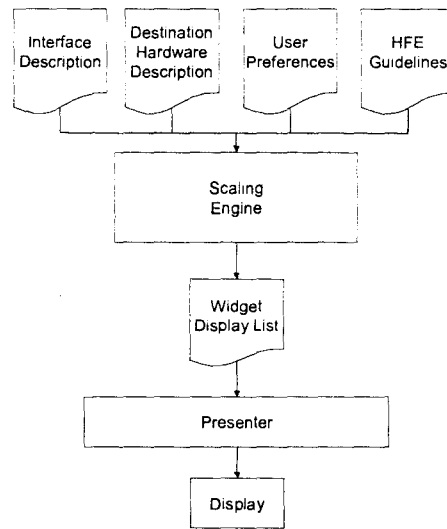 Interface
Description
Destination
Hardware
Description
User
Preferences
HFE
Guidelines
Scaling
Engine
Widget
Display List
Presenter
Display